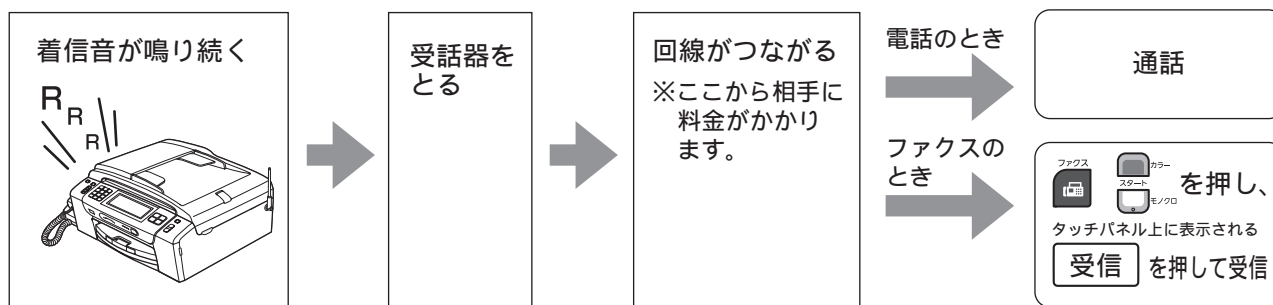 着信音が鳴り続く
R
R
R
受話器を
とる
回線がつながる
※ここから相手に
料金がかかり
ます。
電話のとき
通話
ファクスの
とき
ファクス
カラー
スタート
モノクロ
を押し、
タッチパネル上に表示される
受信 を押して受信